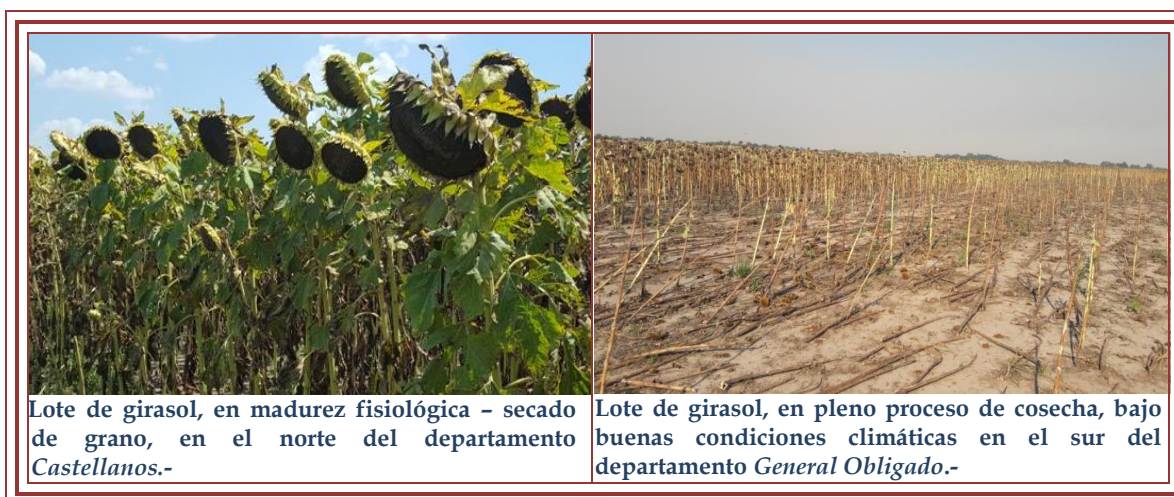 Lote de girasol, en madurez fisiológica – secado
de grano, en el norte del departamento
Castellanos.-
Lote de girasol, en pleno proceso de cosecha, bajo
buenas condiciones climáticas en el sur del
departamento General Obligado.-